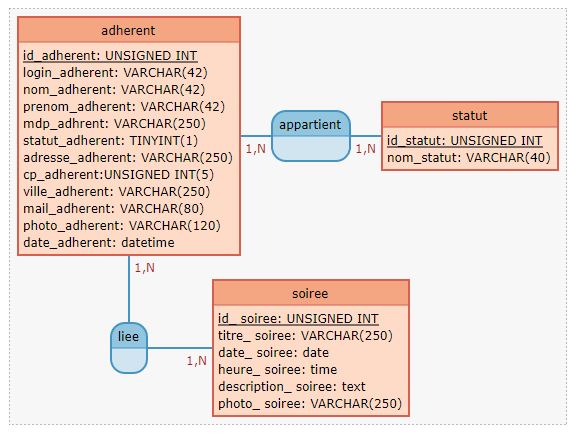 adherent
id_adherent: UNSIGNED INT
login_adherent: VARCHAR(42)
nom_adherent: VARCHAR(42)
prenom_adherent: VARCHAR(42)
mdp_adhrent: VARCHAR(250)
statut_adherent: TINYINT(1)
adresse_adherent: VARCHAR(250)
cp_adherent:UNSIGNED INT(5)
ville_adherent: VARCHAR(250)
mail_adherent: VARCHAR(80)
photo_adherent: VARCHAR(120)
date_adherent: datetime
1,N
appartient
1,N
statut
id_statut: UNSIGNED INT
nom_statut: VARCHAR(40)
1,N
liee
1,N
soiree
id_ soiree: UNSIGNED INT
titre_ soiree: VARCHAR(250)
date_ soiree: date
heure_ soiree: time
description_ soiree: text
photo_ soiree: VARCHAR(250)